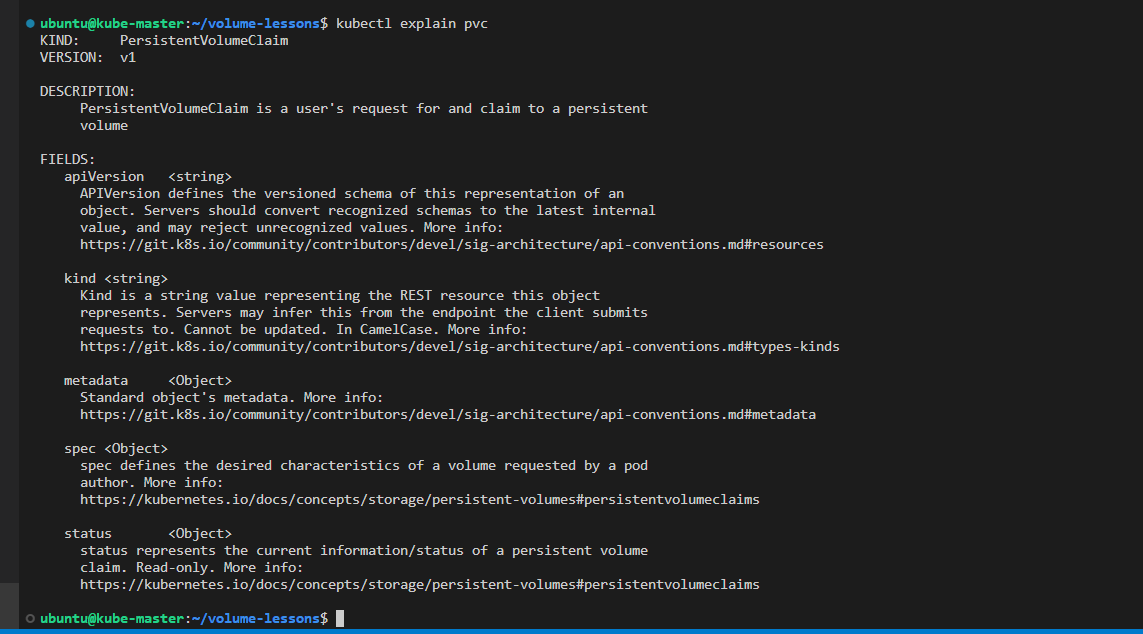 ubuntu@kube-master:~/volume-lessons$ kubectl explain pvc
KIND:     PersistentVolumeClaim
VERSION:  v1

DESCRIPTION:
     PersistentVolumeClaim is a user's request for and claim to a persistent
     volume

FIELDS:
   apiVersion   <string>
     APIVersion defines the versioned schema of this representation of an
     object. Servers should convert recognized schemas to the latest internal
     value, and may reject unrecognized values. More info:
     https://git.k8s.io/community/contributors/devel/sig-architecture/api-conventions.md#resources

   kind <string>
     Kind is a string value representing the REST resource this object
     represents. Servers may infer this from the endpoint the client submits
     requests to. Cannot be updated. In CamelCase. More info:
     https://git.k8s.io/community/contributors/devel/sig-architecture/api-conventions.md#types-kinds

   metadata     <Object>
     Standard object's metadata. More info:
     https://git.k8s.io/community/contributors/devel/sig-architecture/api-conventions.md#metadata

   spec <Object>
     spec defines the desired characteristics of a volume requested by a pod
     author. More info:
     https://kubernetes.io/docs/concepts/storage/persistent-volumes#persistentvolumeclaims

   status       <Object>
     status represents the current information/status of a persistent volume
     claim. Read-only. More info:
     https://kubernetes.io/docs/concepts/storage/persistent-volumes#persistentvolumeclaims

ubuntu@kube-master:~/volume-lessons$